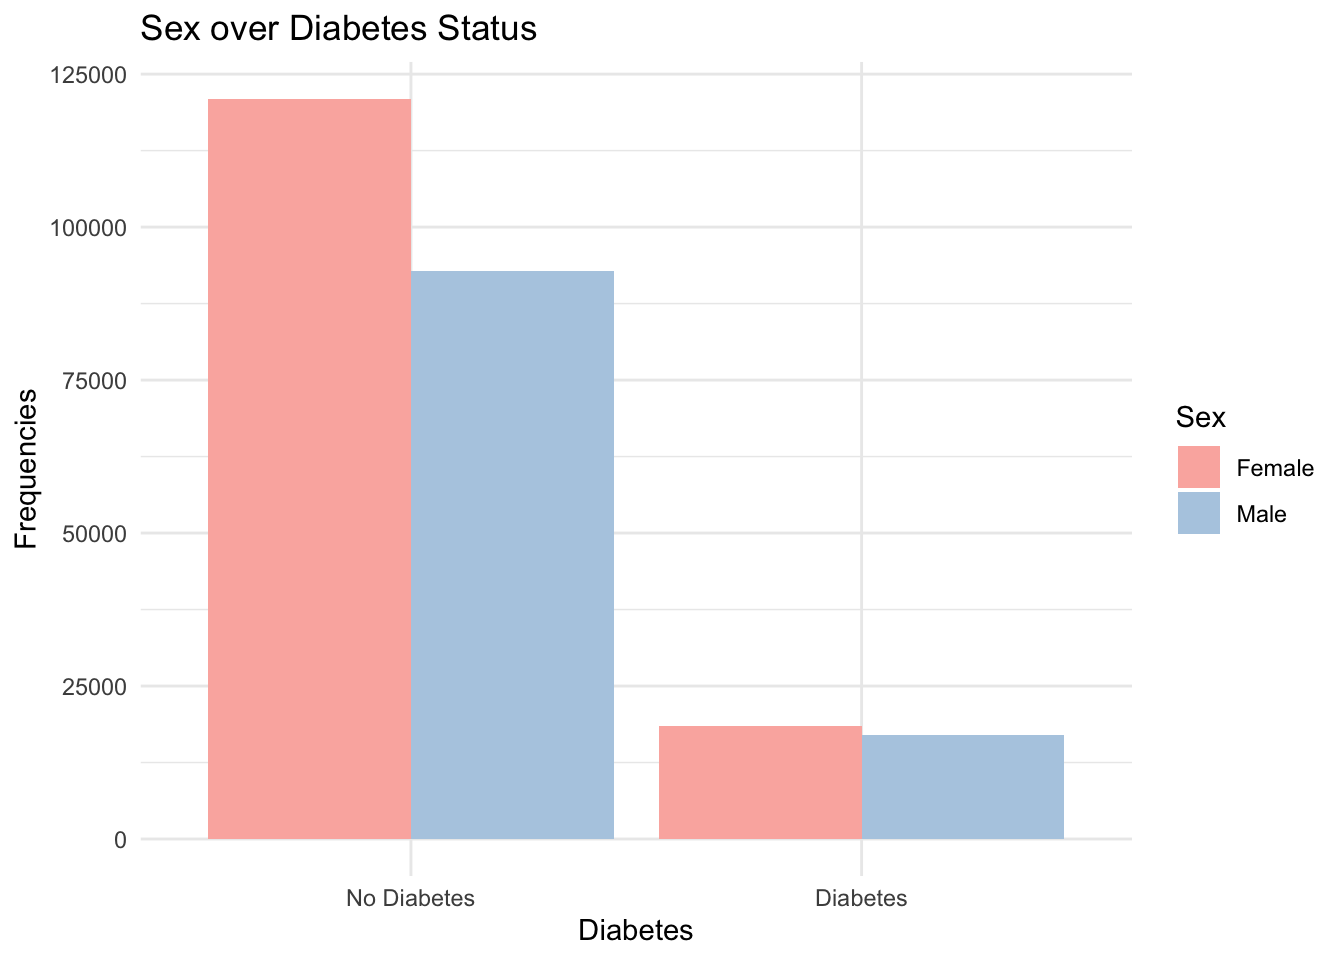 Sex over Diabetes Status
125000
100000
75000
50000
25000
0
Frequencies
No Diabetes
Diabetes
Diabetes
Sex
Female
Male